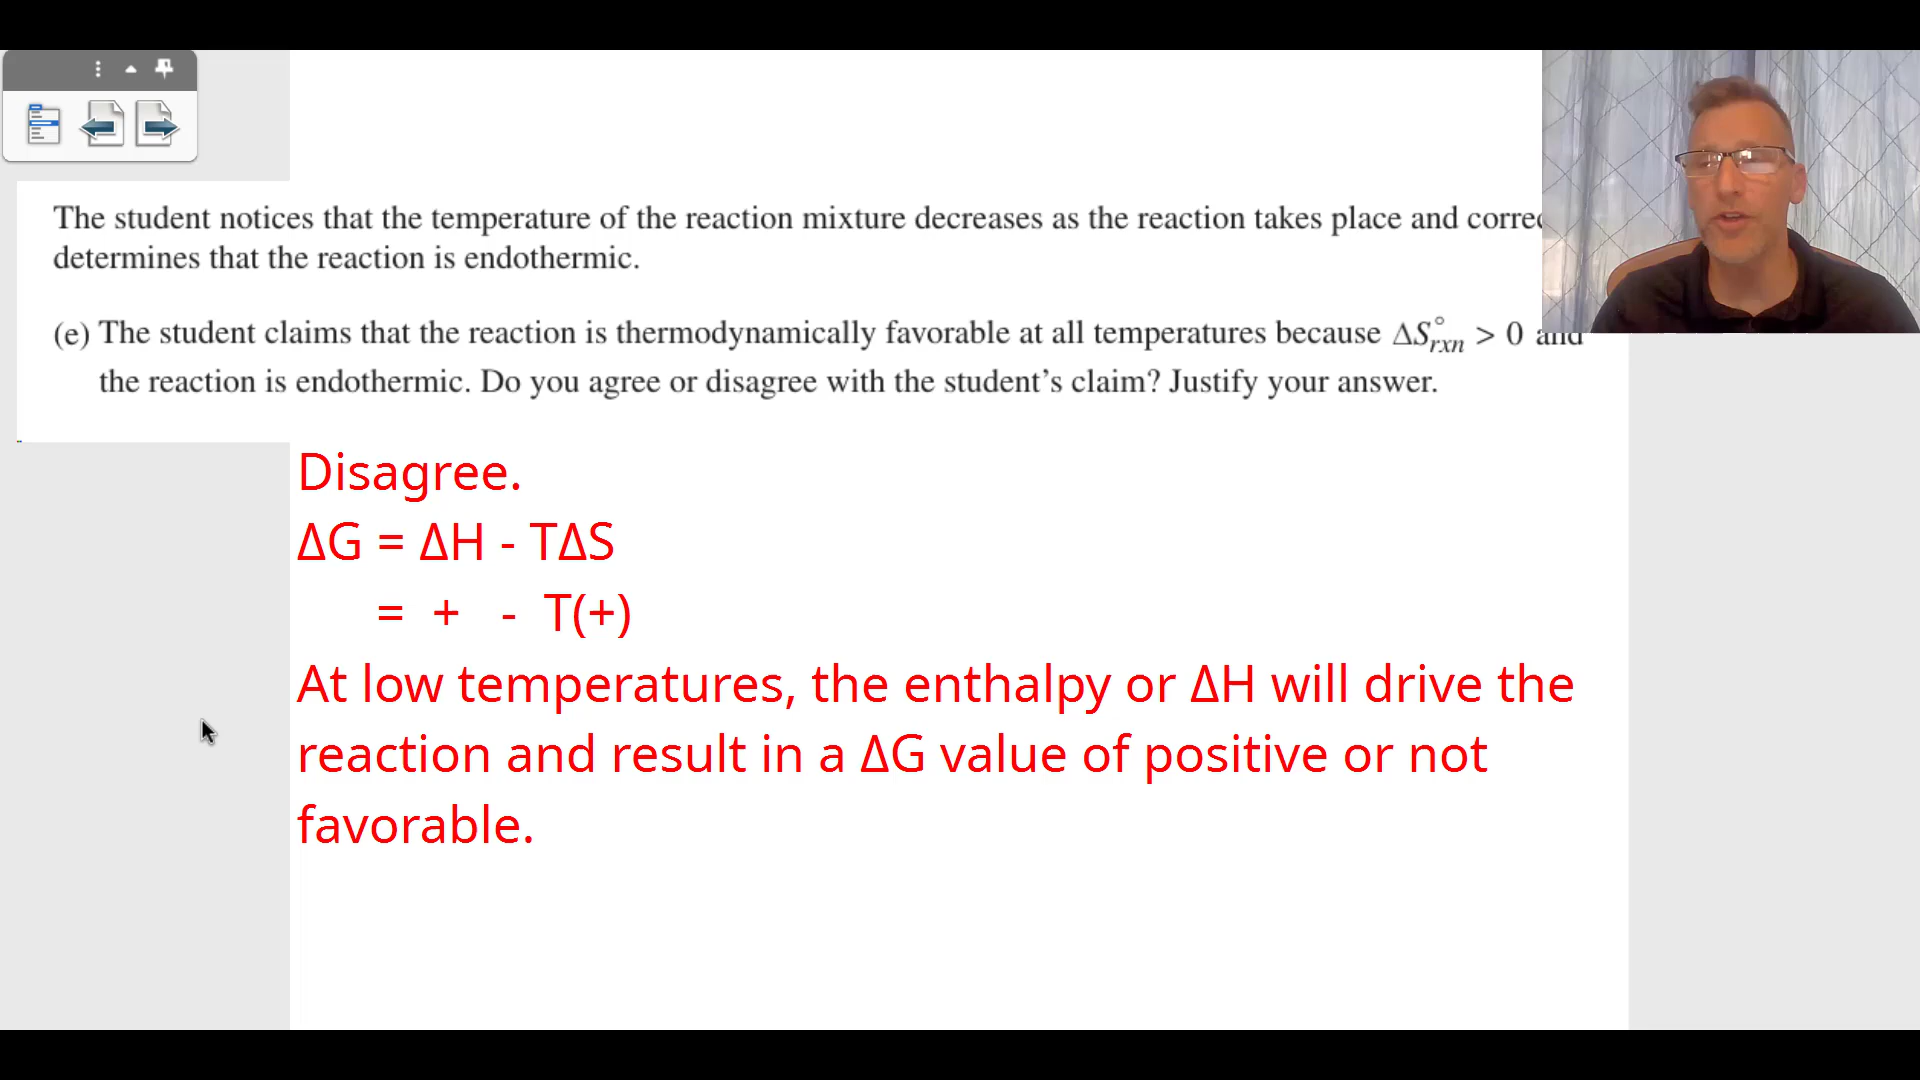 The student notices that the temperature of the reaction mixture decreases as the reaction takes place and
determines that the reaction is endothermic.
(e) The student claims that the reaction is thermodynamically favorable at all temperatures because ΔS°rxn > 0 and
the reaction is endothermic. Do you agree or disagree with the student’s claim? Justify your answer.
Disagree.
ΔG = ΔH - TΔS
= + - T(+)
At low temperatures, the enthalpy or ΔH will drive the
reaction and result in a ΔG value of positive or not
favorable.